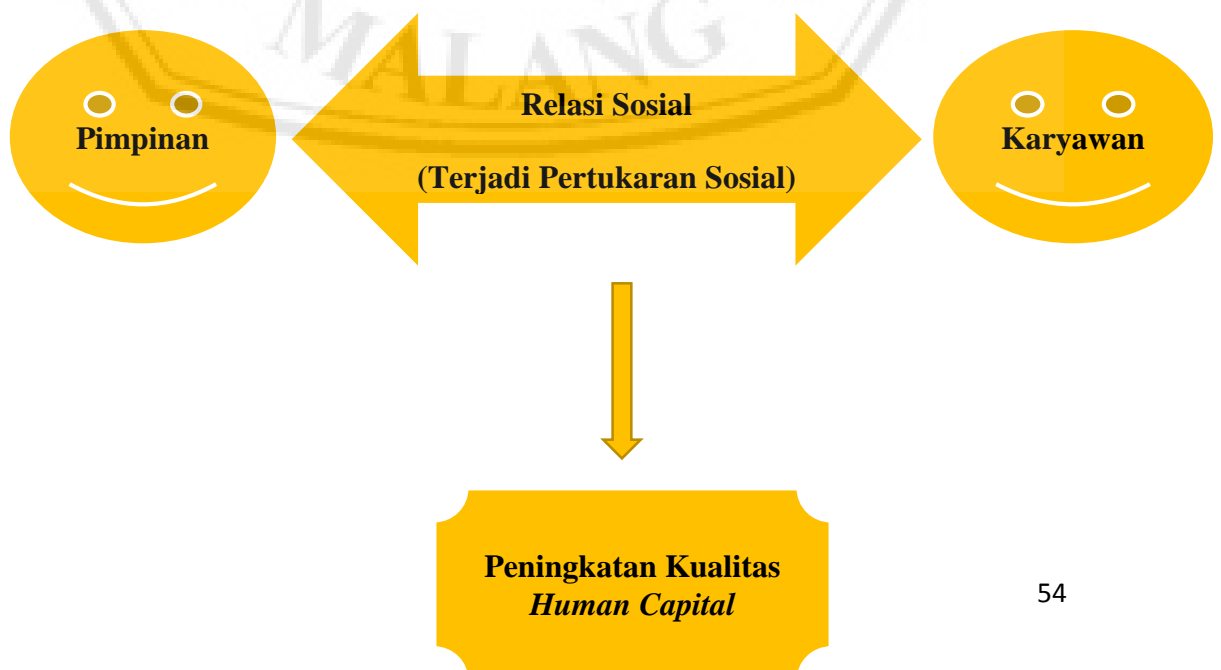 MALANG
Relasi Sosial
Pimpinan
Karyawan
(Terjadi Pertukaran Sosial)
Peningkatan Kualitas
Human Capital
54